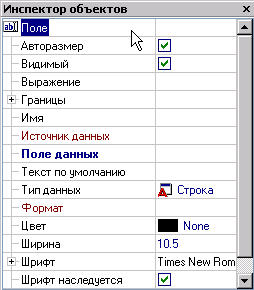 Инспектор объектов
ab Поле
Авторазмер
Видимый
Выражение
Границы
Имя
Источник данных
Поле данных
Текст по умолчанию
Тип данных Строка
Формат
Цвет None
Ширина 10.5
Шрифт Times New Rom
Шрифт наследуется